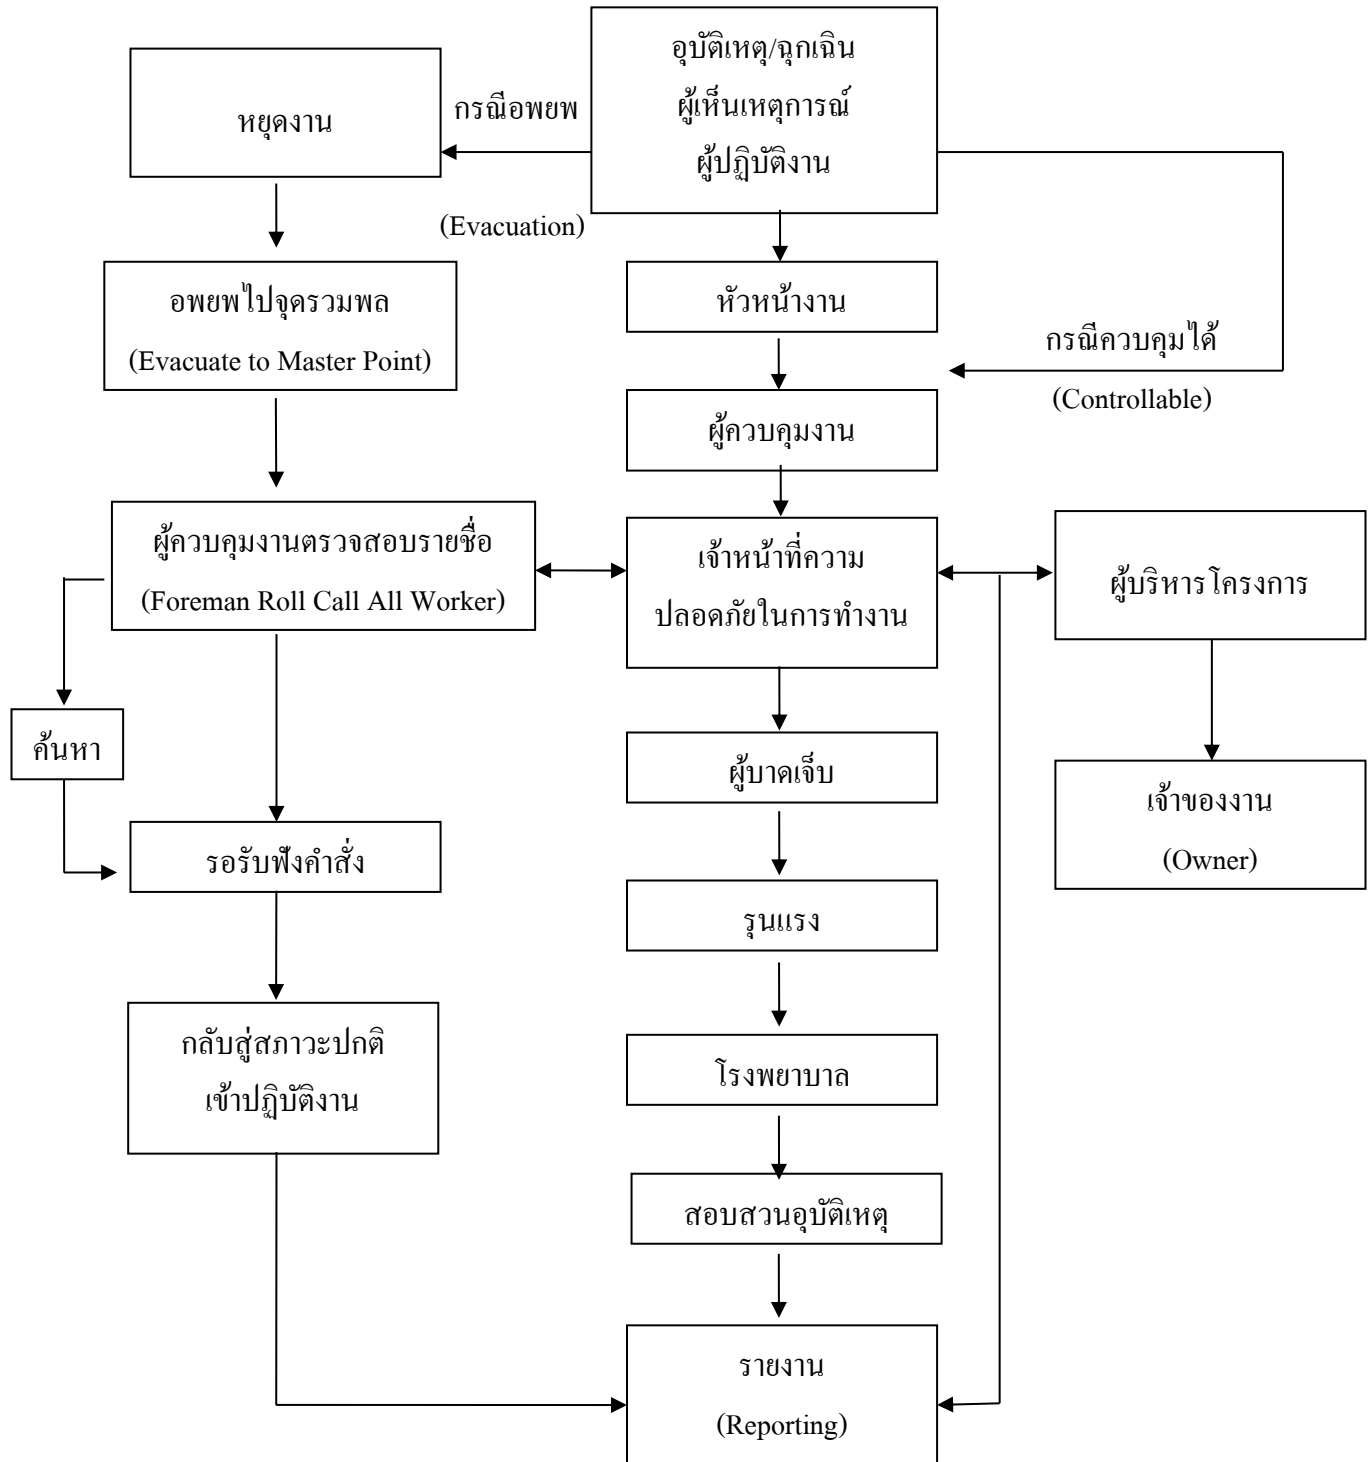 อุบัติเหตุ/ฉุกเฉิน
ผู้เห็นเหตุการณ์
ผู้ปฏิบัติงาน
กรณีอพยพ
(Evacuation)
หยุดงาน
อพยพไปจุดรวมพล
(Evacuate to Master Point)
หัวหน้างาน
กรณีควบคุมได้
(Controllable)
ผู้ควบคุมงาน
ผู้ควบคุมงานตรวจสอบรายชื่อ
(Foreman Roll Call All Worker)
เจ้าหน้าที่ความ
ปลอดภัยในการทำงาน
ผู้บริหารโครงการ
ค้นหา
ผู้บาดเจ็บ
เจ้าของงาน
(Owner)
รอรับฟังคำสั่ง
รุนแรง
กลับสู่สภาวะปกติ
เข้าปฏิบัติงาน
โรงพยาบาล
สอบสวนอุบัติเหตุ
รายงาน
(Reporting)